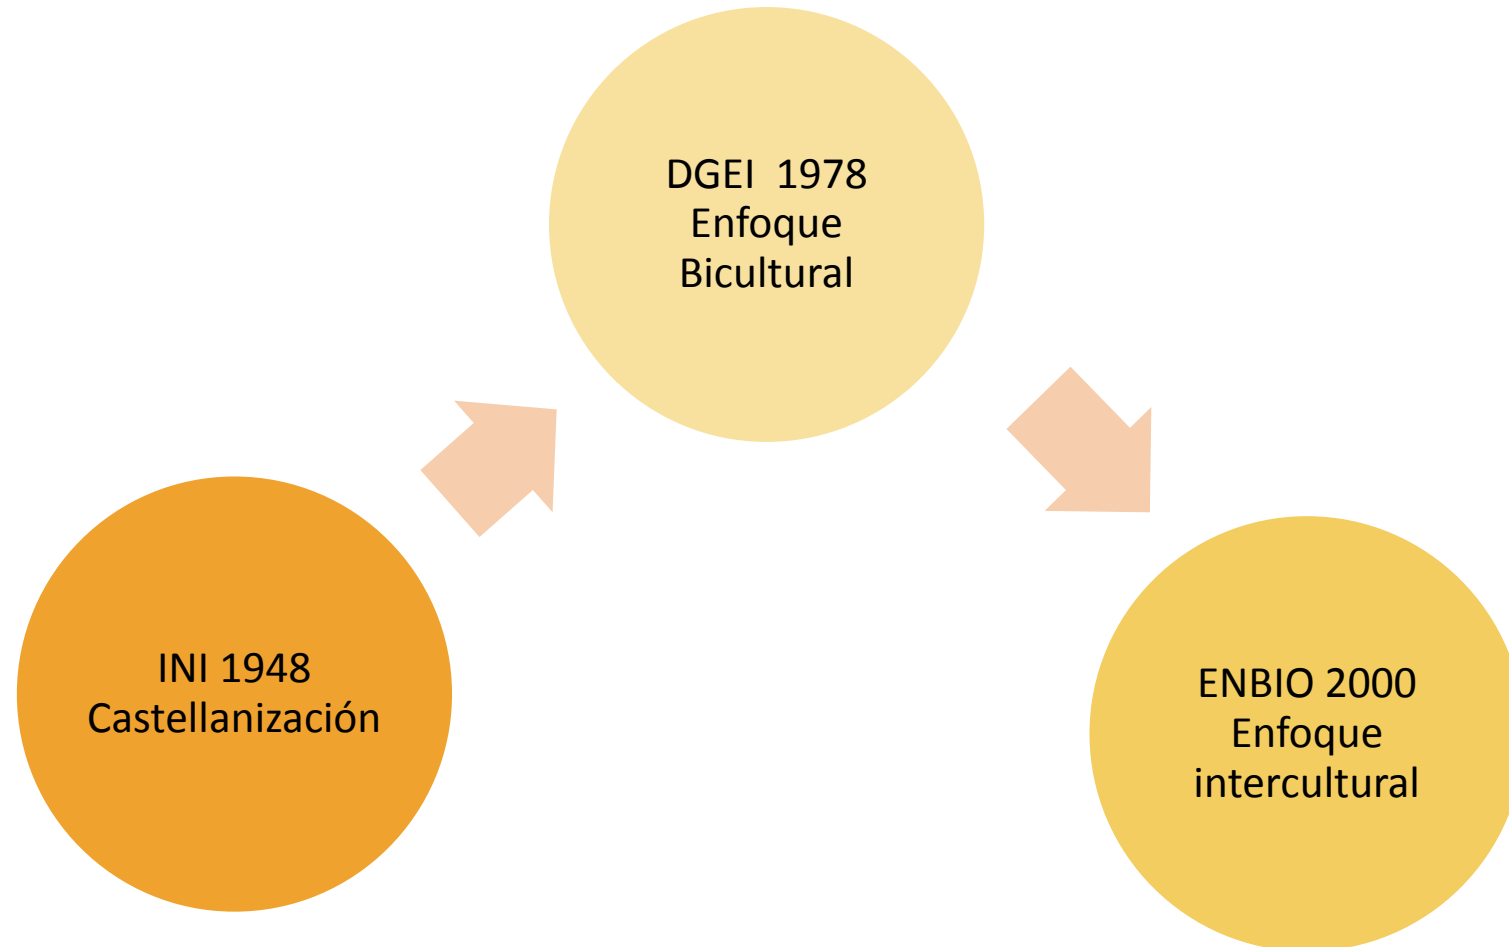 INI 1948
Castellanización
DGEI  1978
Enfoque
Bicultural
ENBIO 2000
Enfoque
intercultural